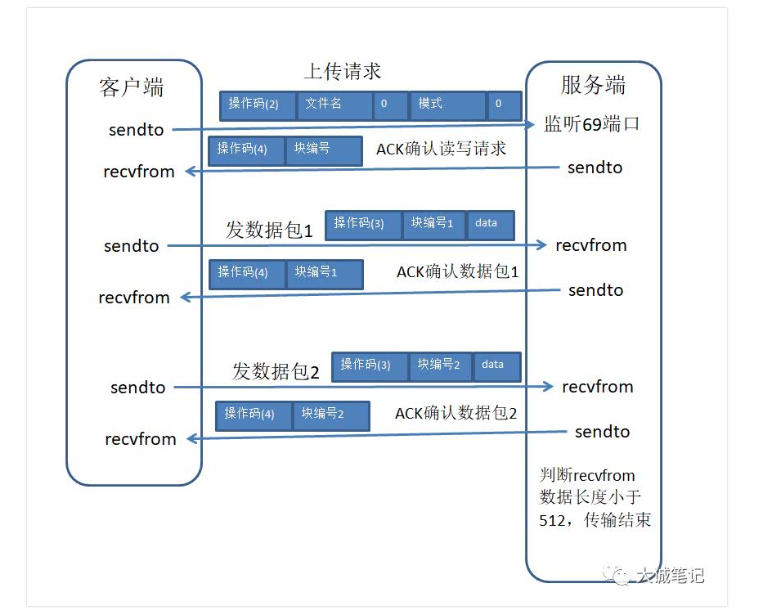 上传请求
客户端
服务端
操作码(2) 文件名 0 模式 0
sendto
监听69端口
操作码(4) 块编号
ACK确认读写请求
recvfrom
sendto
发数据包1
操作码(3) 块编号1 data
sendto
recvfrom
操作码(4) 块编号1
ACK确认数据包1
recvfrom
sendto
发数据包2
操作码(3) 块编号2 data
sendto
recvfrom
操作码(4) 块编号2
ACK确认数据包2
recvfrom
sendto
判断recvfrom
数据长度小于
512，传输结束
大诚笔记